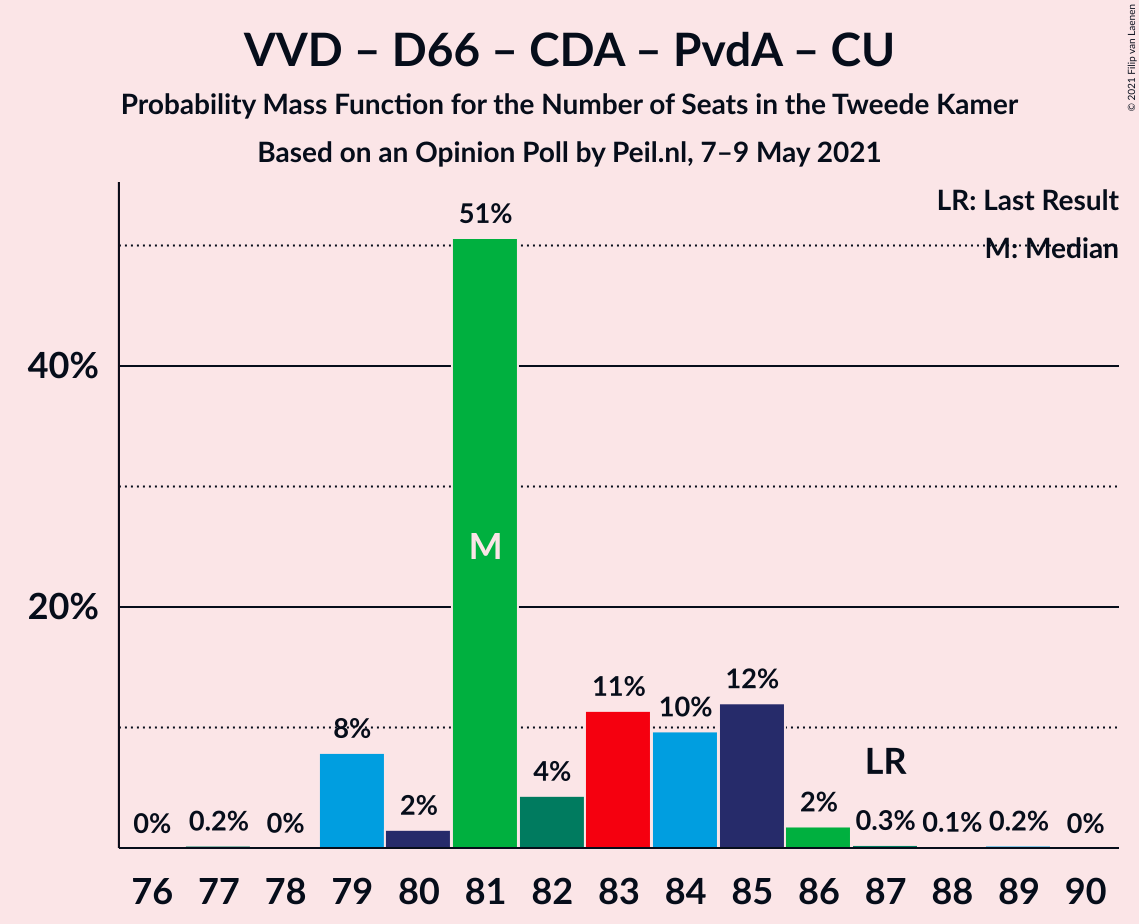 VVD – D66 – CDA – PvdA – CU
Probability Mass Function for the Number of Seats in the Tweede Kamer
Based on an Opinion Poll by Peil.nl, 7–9 May 2021
© 2021 Filip van Laenen
LR: Last Result
M: Median
51%
40%
M
20%
12%
11%
10%
8%
LR
4%
2%
2%
0%
0.2%
0%
0.3%
0.1%
0.2%
0%
76 77 78 79 80 81 82 83 84 85 86 87 88 89 90